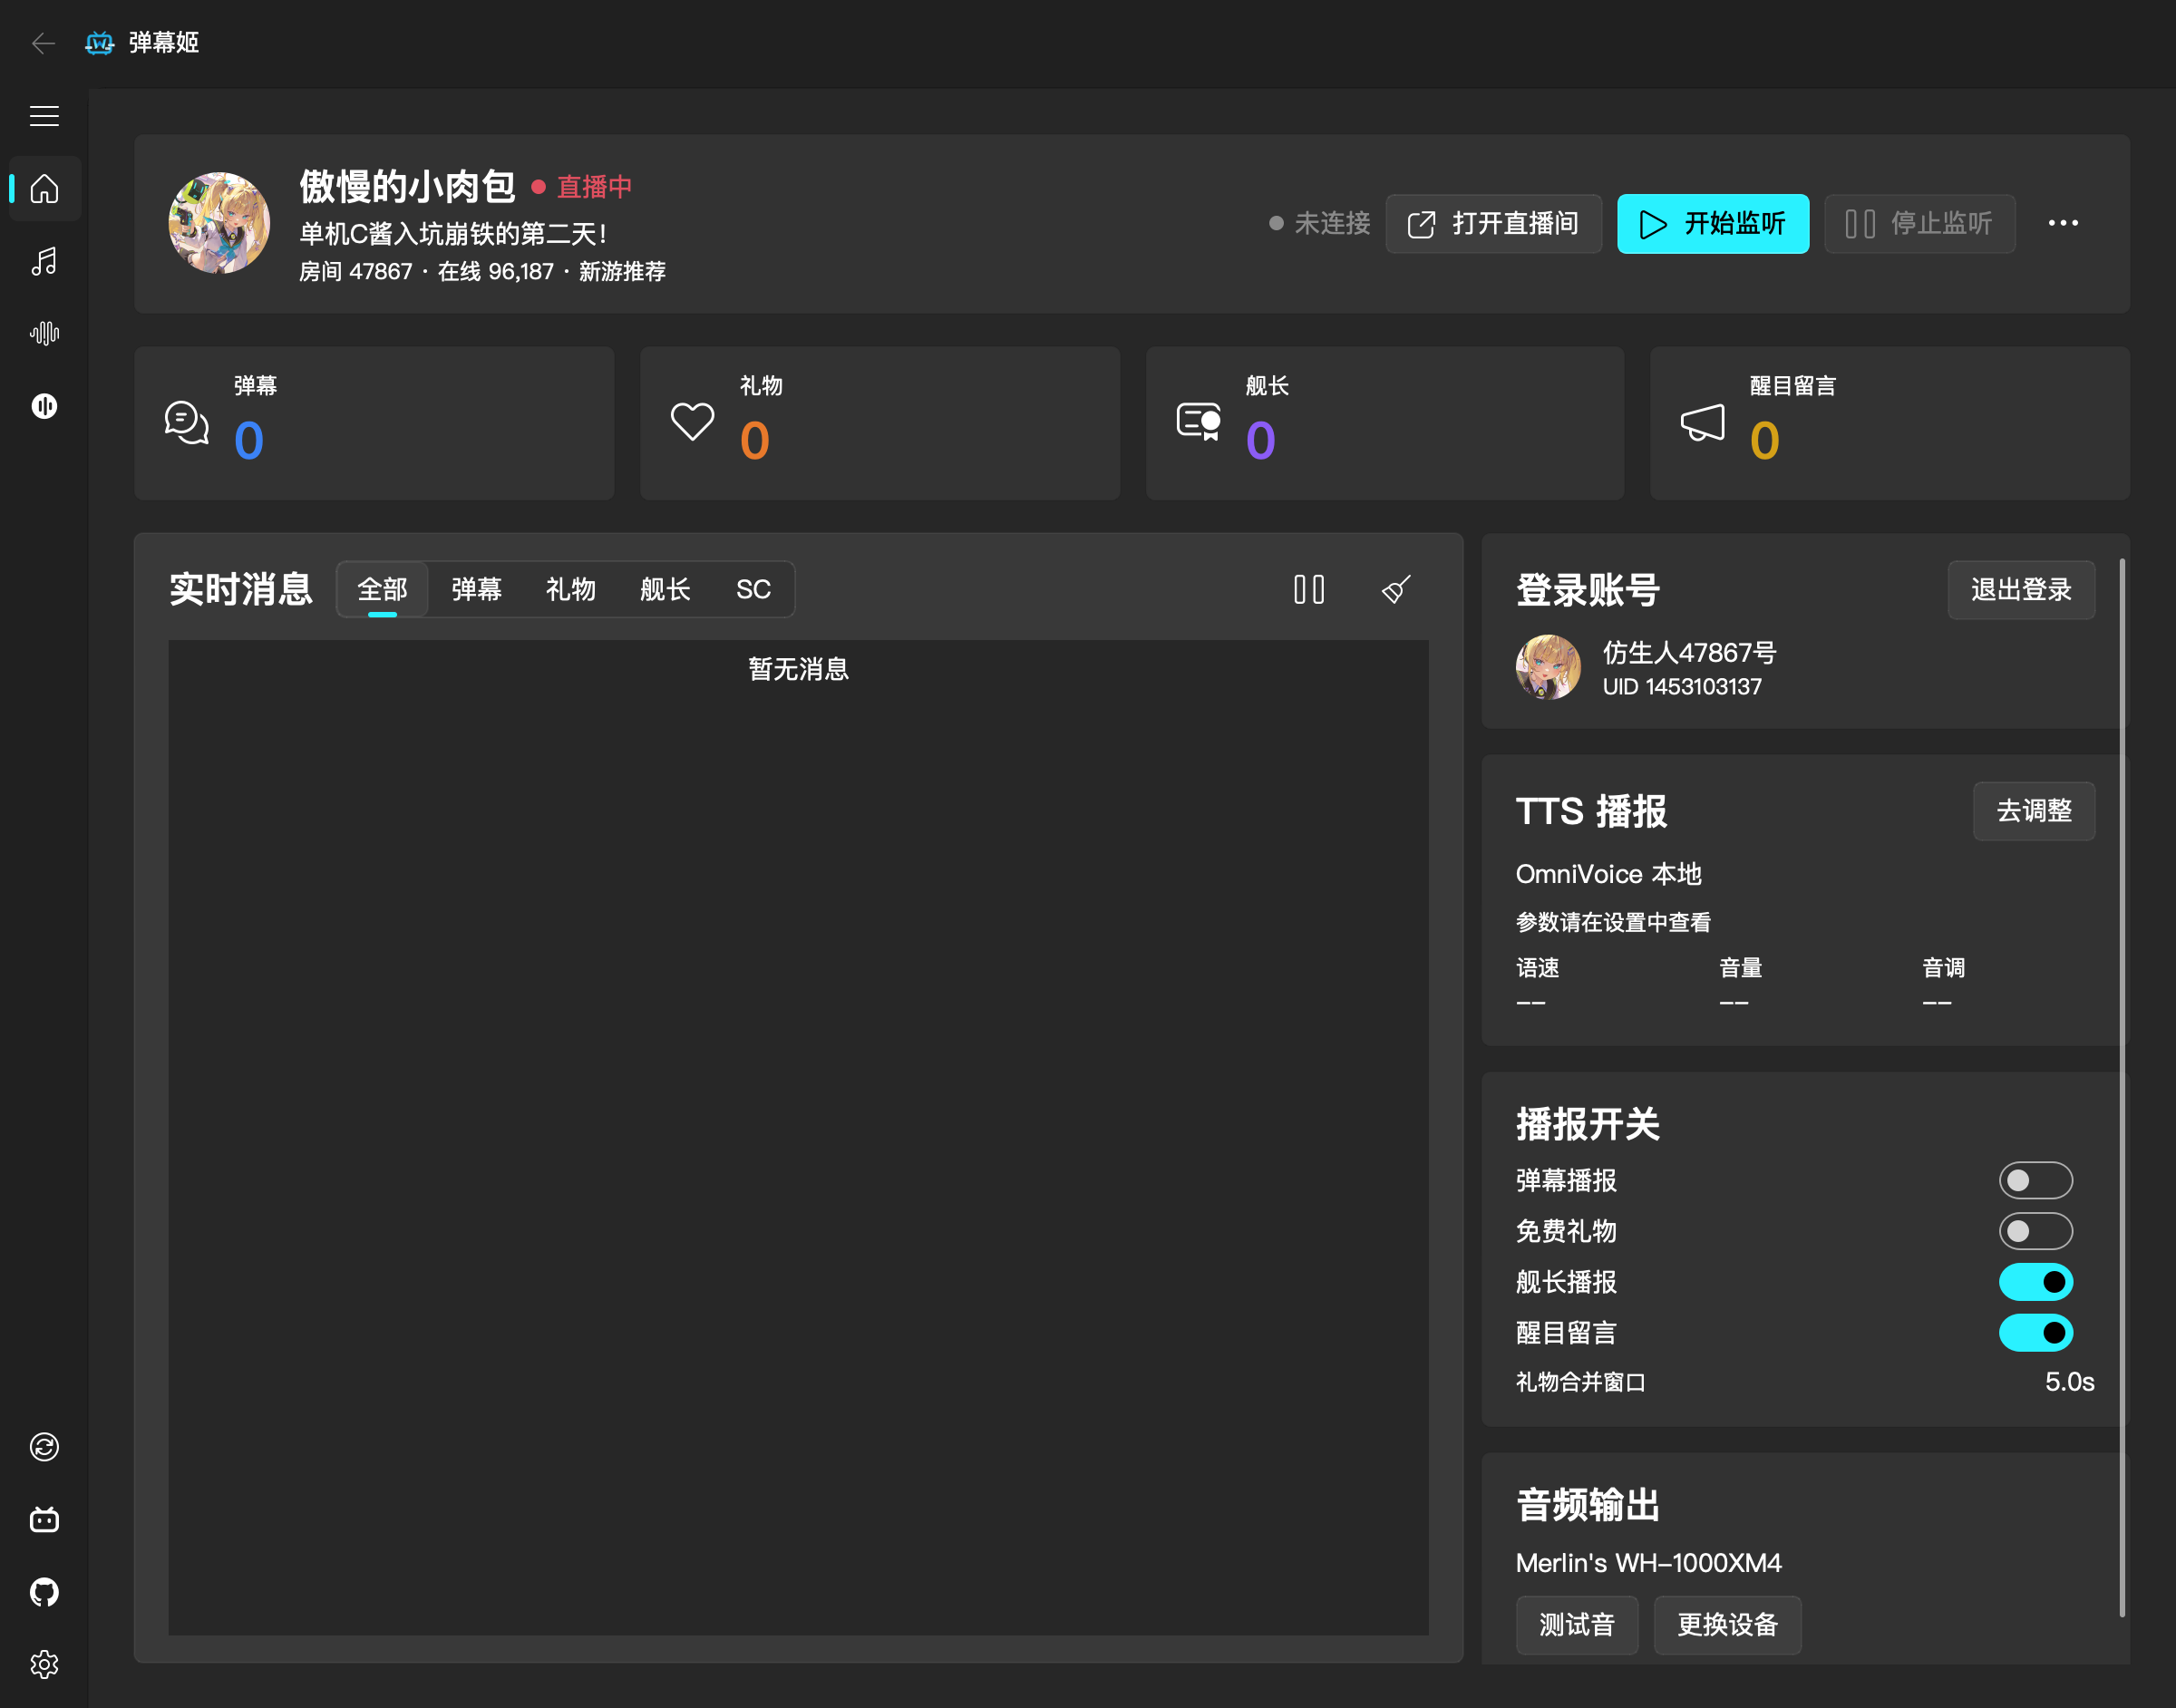 弹幕姬
傲慢的小肉包 直播中
单机C酱入坑崩铁的第二天！
房间 47867 · 在线 96,187 · 新游推荐
未连接 打开直播间 开始监听 停止监听
弹幕
0
礼物
0
舰长
0
醒目留言
0
实时消息 全部 弹幕 礼物 舰长 SC
暂无消息
登录账号 退出登录
仿生人47867号
UID 1453103137
TTS 播报 去调整
OmniVoice 本地
参数请在设置中查看
语速 音量 音调
-- -- --
播报开关
弹幕播报
免费礼物
舰长播报
醒目留言
礼物合并窗口 5.0s
音频输出
Merlin's WH-1000XM4
测试音 更换设备